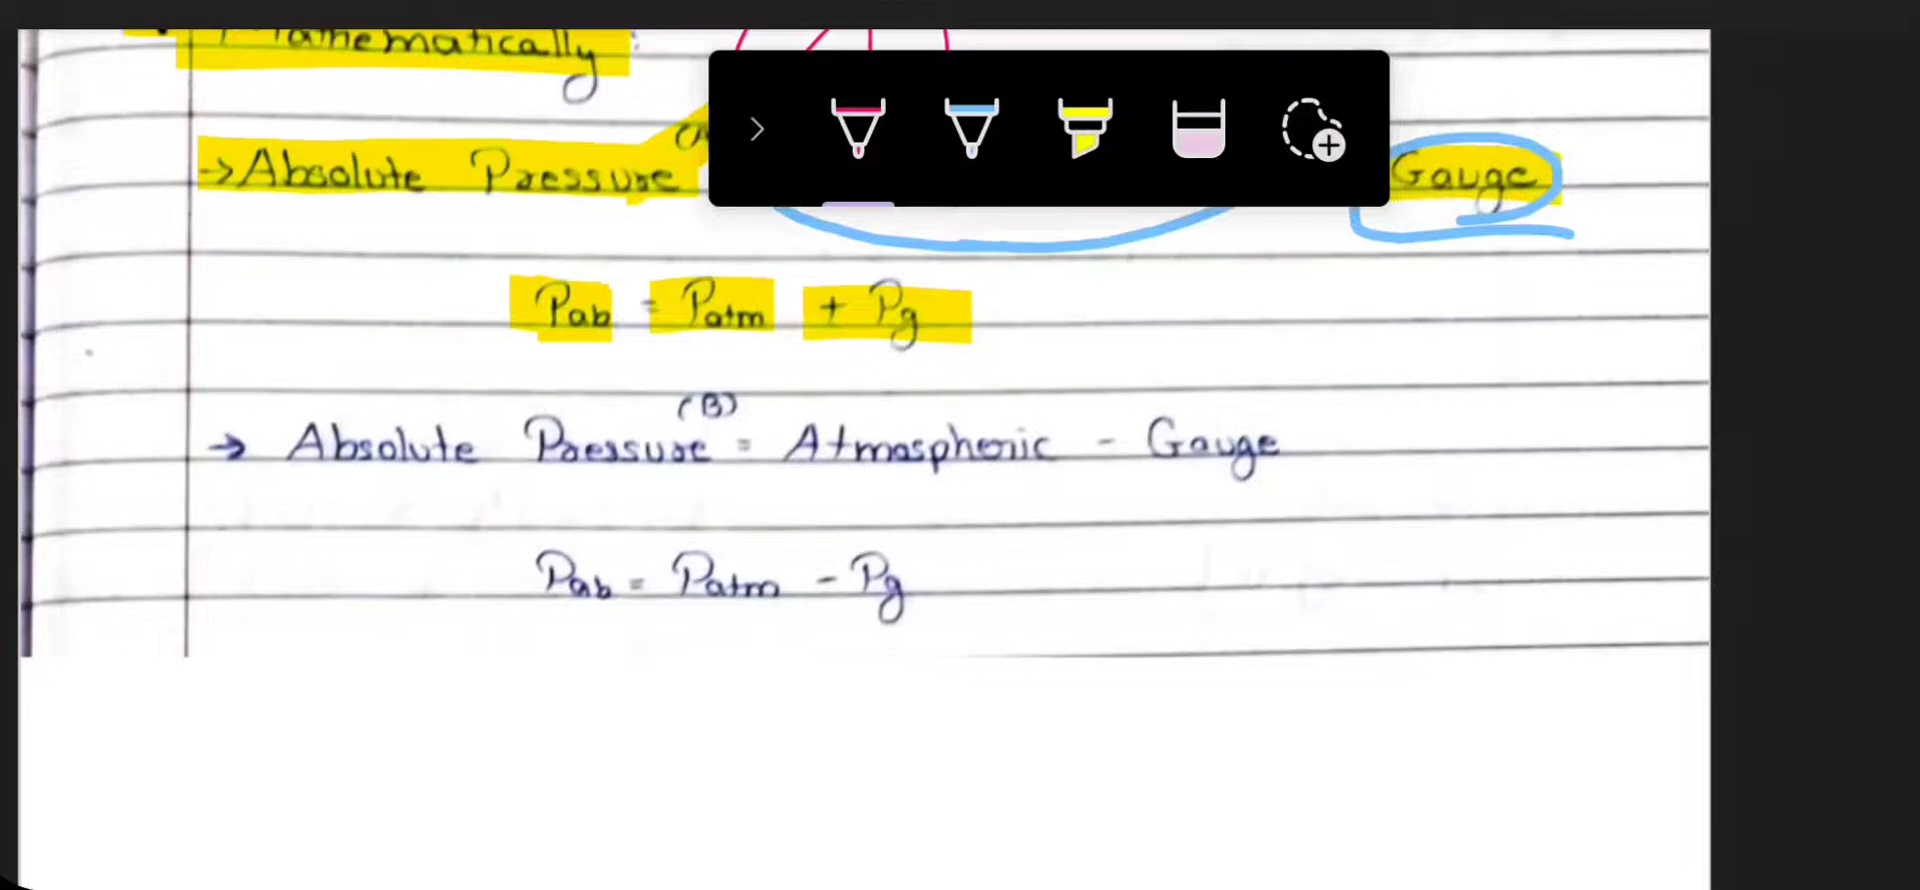 Mathematically :
→ Absolute Pressure Gauge
Pab = Patm + Pg
→ Absolute Pressure (B) = Atmospheric - Gauge
Pab = Patm - Pg